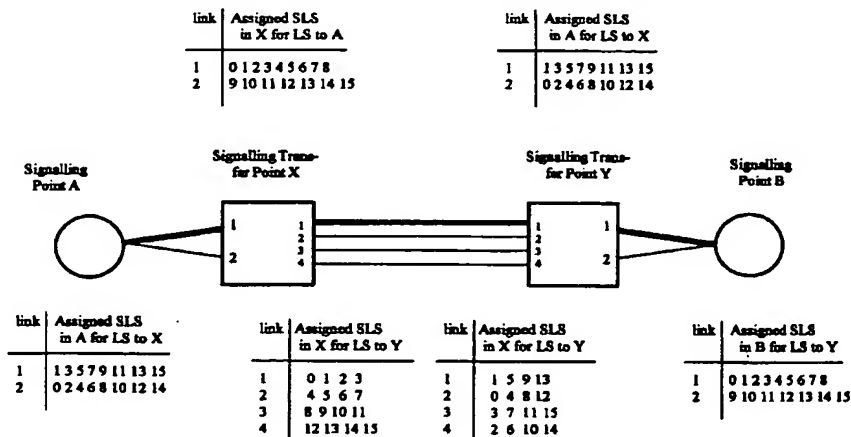 link Assigned SLS
in X for LS to A
1 0 1 2 3 4 5 6 7 8
2 9 10 11 12 13 14 15
link Assigned SLS
in A for LS to X
1 1 3 5 7 9 11 13 15
2 0 2 4 6 8 10 12 14
Signalling
Point A
Signalling Trans-
fer Point X
Signalling Trans-
fer Point Y
Signalling
Point B
1
2
1
2
3
4
1
2
3
4
1
2
link Assigned SLS
in A for LS to X
1 1 3 5 7 9 11 13 15
2 0 2 4 6 8 10 12 14
link Assigned SLS
in X for LS to Y
1 0 1 2 3
2 4 5 6 7
3 8 9 10 11
4 12 13 14 15
link Assigned SLS
in X for LS to Y
1 1 5 9 13
2 0 4 8 12
3 3 7 11 15
4 2 6 10 14
link Assigned SLS
in B for LS to Y
1 0 1 2 3 4 5 6 7 8
2 9 10 11 12 13 14 15